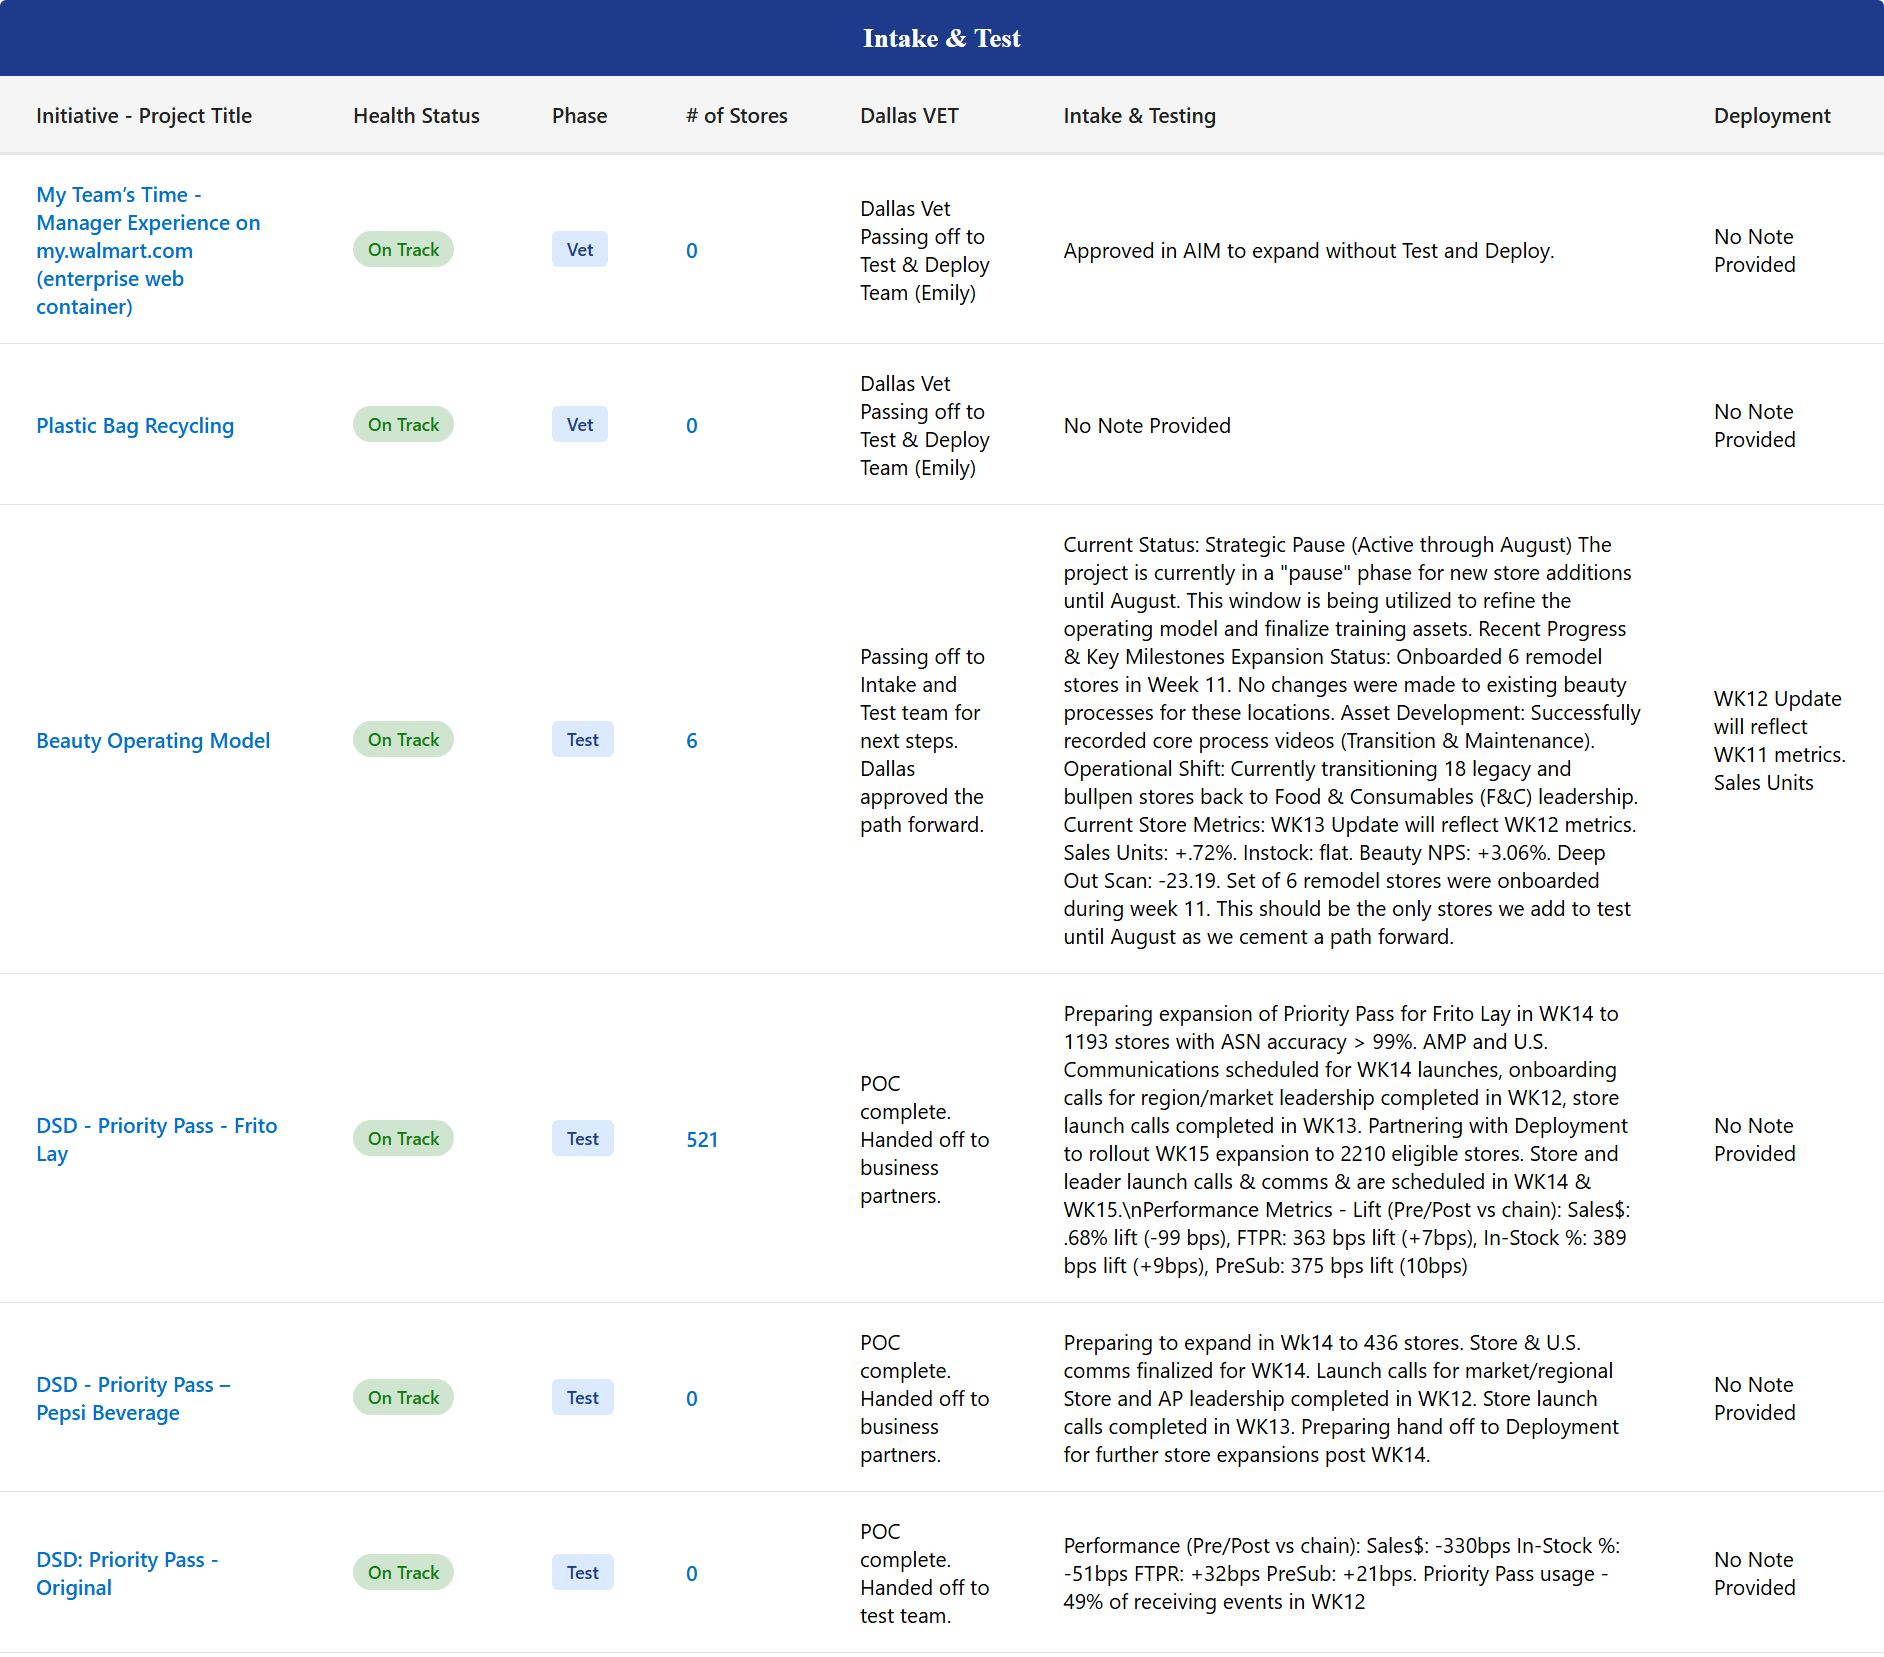 Intake & Test
Initiative - Project Title
Health Status
Phase
# of Stores
Dallas VET
Intake & Testing
Deployment
My Team’s Time -
Manager Experience on
my.walmart.com
(enterprise web
container)
On Track
Vet
0
Dallas Vet
Passing off to
Test & Deploy
Team (Emily)
Approved in AIM to expand without Test and Deploy.
No Note
Provided
Plastic Bag Recycling
On Track
Vet
0
Dallas Vet
Passing off to
Test & Deploy
Team (Emily)
No Note Provided
No Note
Provided
Beauty Operating Model
On Track
Test
6
Passing off to
Intake and
Test team for
next steps.
Dallas
approved the
path forward.
Current Status: Strategic Pause (Active through August) The
project is currently in a "pause" phase for new store additions
until August. This window is being utilized to refine the
operating model and finalize training assets. Recent Progress
& Key Milestones Expansion Status: Onboarded 6 remodel
stores in Week 11. No changes were made to existing beauty
processes for these locations. Asset Development: Successfully
recorded core process videos (Transition & Maintenance).
Operational Shift: Currently transitioning 18 legacy and
bullpen stores back to Food & Consumables (F&C) leadership.
Current Store Metrics: WK13 Update will reflect WK12 metrics.
Sales Units: +.72%. Instock: flat. Beauty NPS: +3.06%. Deep
Out Scan: -23.19. Set of 6 remodel stores were onboarded
during week 11. This should be the only stores we add to test
until August as we cement a path forward.
WK12 Update
will reflect
WK11 metrics.
Sales Units
DSD - Priority Pass - Frito
Lay
On Track
Test
521
POC
complete.
Handed off to
business
partners.
Preparing expansion of Priority Pass for Frito Lay in WK14 to
1193 stores with ASN accuracy > 99%. AMP and U.S.
Communications scheduled for WK14 launches, onboarding
calls for region/market leadership completed in WK12, store
launch calls completed in WK13. Partnering with Deployment
to rollout WK15 expansion to 2210 eligible stores. Store and
leader launch calls & comms & are scheduled in WK14 &
WK15.\nPerformance Metrics - Lift (Pre/Post vs chain): Sales$:
.68% lift (-99 bps), FTPR: 363 bps lift (+7bps), In-Stock %: 389
bps lift (+9bps), PreSub: 375 bps lift (10bps)
No Note
Provided
DSD - Priority Pass –
Pepsi Beverage
On Track
Test
0
POC
complete.
Handed off to
business
partners.
Preparing to expand in Wk14 to 436 stores. Store & U.S.
comms finalized for WK14. Launch calls for market/regional
Store and AP leadership completed in WK12. Store launch
calls completed in WK13. Preparing hand off to Deployment
for further store expansions post WK14.
No Note
Provided
DSD: Priority Pass -
Original
On Track
Test
0
POC
complete.
Handed off to
test team.
Performance (Pre/Post vs chain): Sales$: -330bps In-Stock %:
-51bps FTPR: +32bps PreSub: +21bps. Priority Pass usage -
49% of receiving events in WK12
No Note
Provided